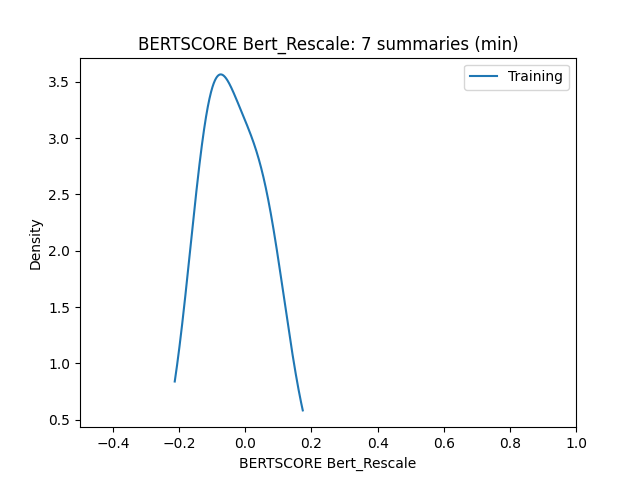 BERTSCORE Bert_Rescale: 7 summaries (min)
Training
3.5
3.0
2.5
2.0
1.5
1.0
0.5
Density
−0.4 −0.2 0.0 0.2 0.4 0.6 0.8 1.0
BERTSCORE Bert_Rescale